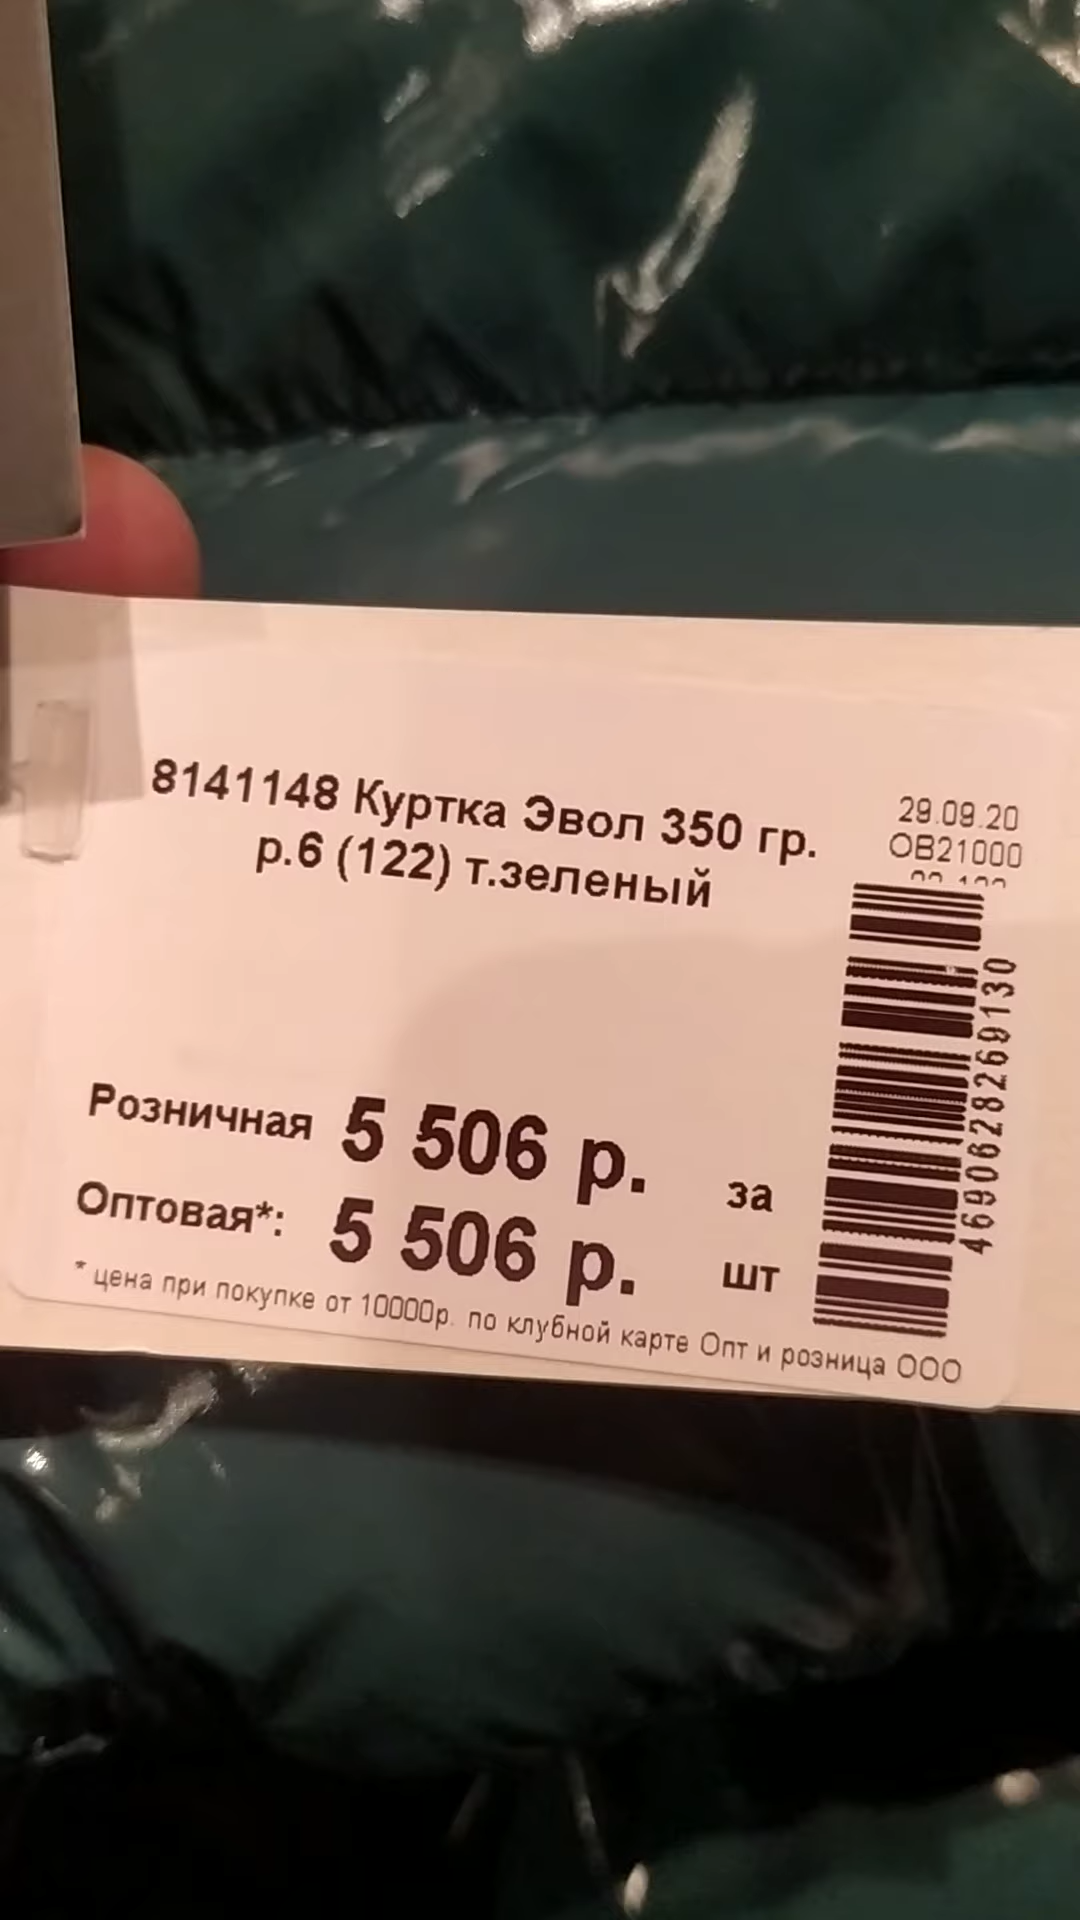 8141148 Куртка Эвол 350 гр.
р.6 (122) т.зеленый
29.09.20
ОВ21000
4690628269130
Розничная 5 506 р. за
Оптовая*: 5 506 р. шт
* цена при покупке от 10000р. по клубной карте Опт и розница ООО